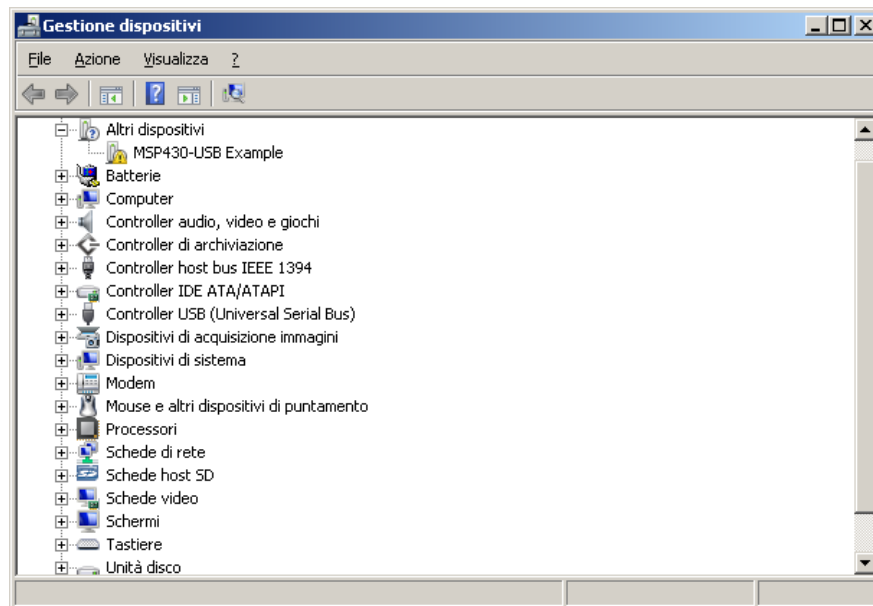 Gestione dispositivi
File Azione Visualizza ?
Altri dispositivi
MSP430-USB Example
Batterie
Computer
Controller audio, video e giochi
Controller di archiviazione
Controller host bus IEEE 1394
Controller IDE ATA/ATAPI
Controller USB (Universal Serial Bus)
Dispositivi di acquisizione immagini
Dispositivi di sistema
Modem
Mouse e altri dispositivi di puntamento
Processori
Schede di rete
Schede host SD
Schede video
Schermi
Tastiere
Unità disco